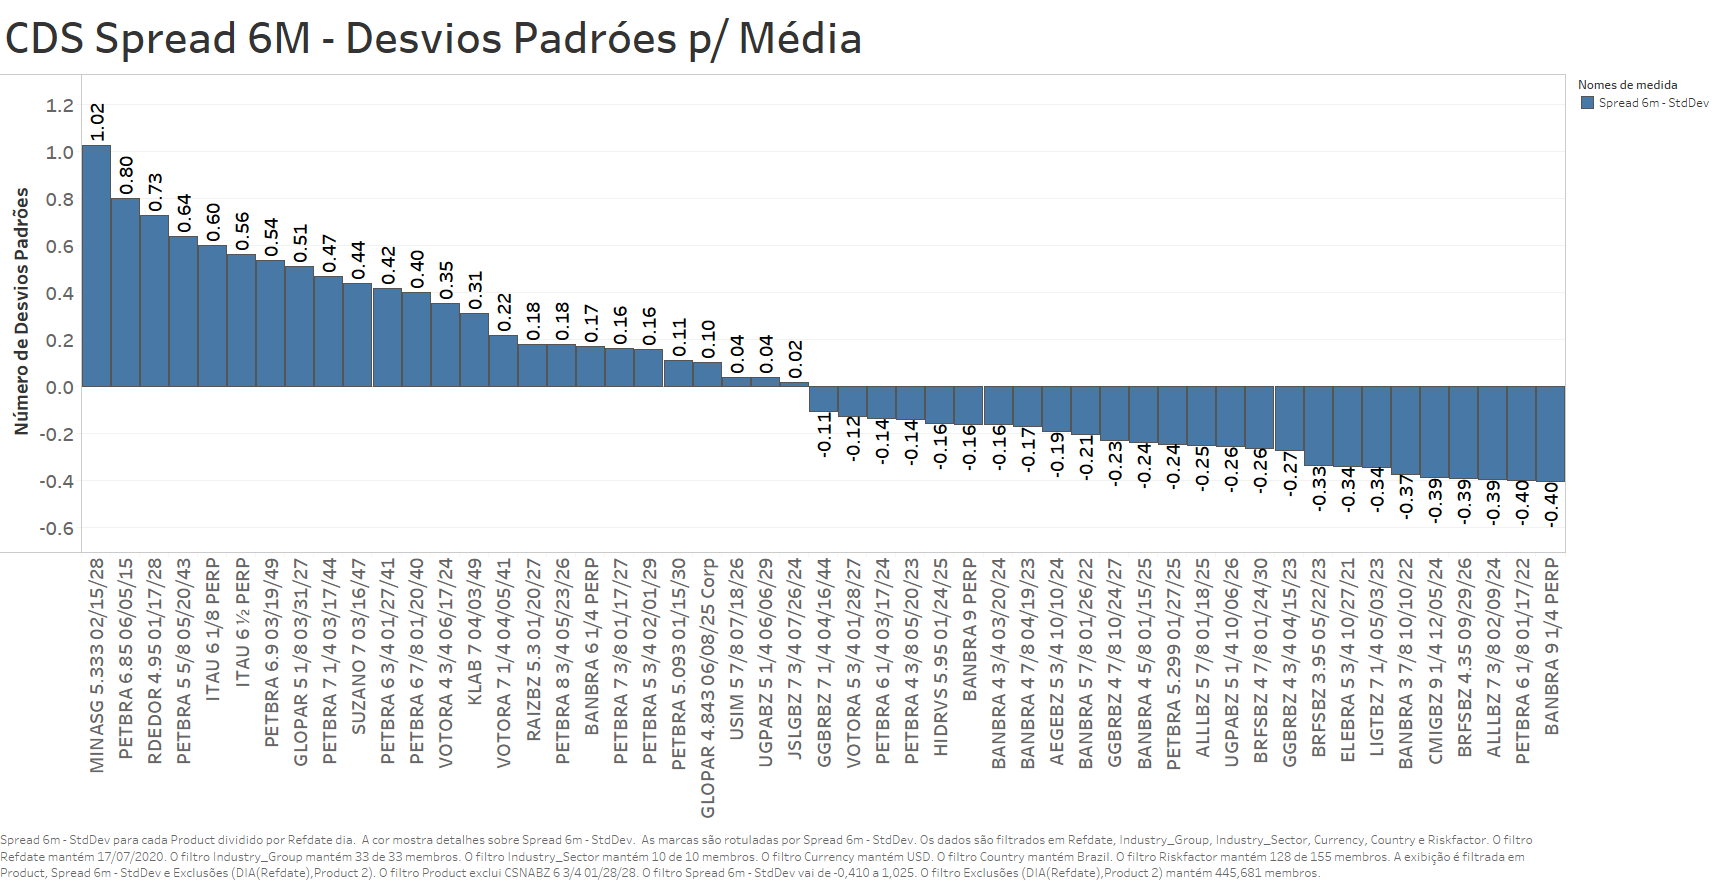 CDS Spread 6M - Desvios Padróes p/ Média
Nomes de medida
Spread 6m - StdDev
Número de Desvios Padrões
1.2
1.0
0.8
0.6
0.4
0.2
0.0
-0.2
-0.4
-0.6
1.02
0.80
0.73
0.64
0.60
0.56
0.54
0.51
0.47
0.44
0.42
0.40
0.35
0.31
0.22
0.18
0.18
0.17
0.16
0.16
0.11
0.10
0.04
0.04
0.02
-0.11
-0.12
-0.14
-0.14
-0.16
-0.16
-0.16
-0.17
-0.19
-0.21
-0.23
-0.24
-0.24
-0.25
-0.26
-0.26
-0.27
-0.33
-0.34
-0.34
-0.37
-0.39
-0.39
-0.39
-0.40
-0.40
MINASG 5.333 02/15/28
PETBRA 6.85 06/05/15
RDEDOR 4.95 01/17/28
PETBRA 5 5/8 05/20/43
ITAU 6 1/8 PERP
ITAU 6 ½ PERP
PETBRA 6.9 03/19/49
GLOPAR 5 1/8 03/31/27
PETBRA 7 1/4 03/17/44
SUZANO 7 03/16/47
PETBRA 6 3/4 01/27/41
PETBRA 6 7/8 01/20/40
VOTORA 4 3/4 06/17/24
KLAB 7 04/03/49
VOTORA 7 1/4 04/05/41
RAIZBZ 5.3 01/20/27
PETBRA 8 3/4 05/23/26
BANBRA 6 1/4 PERP
PETBRA 7 3/8 01/17/27
PETBRA 5 3/4 02/01/29
PETBRA 5.093 01/15/30
GLOPAR 4.843 06/08/25 Corp
USIM 5 7/8 07/18/26
UGPABZ 5 1/4 06/06/29
JSLGBZ 7 3/4 07/26/24
GGBRBZ 7 1/4 04/16/44
VOTORA 5 3/4 01/28/27
PETBRA 6 1/4 03/17/24
PETBRA 4 3/8 05/20/23
HIDRVS 5.95 01/24/25
BANBRA 9 PERP
BANBRA 4 3/4 03/20/24
BANBRA 4 7/8 04/19/23
AEGEBZ 5 3/4 10/10/24
BANBRA 5 7/8 01/26/22
GGBRBZ 4 7/8 10/24/27
BANBRA 4 5/8 01/15/25
PETBRA 5.299 01/27/25
ALLLBZ 5 7/8 01/18/25
UGPABZ 5 1/4 10/06/26
BRFSBZ 4 7/8 01/24/30
GGBRBZ 4 3/4 04/15/23
BRFSBZ 3.95 05/22/23
ELEBRA 5 3/4 10/27/21
LIGTBZ 7 1/4 05/03/23
BANBRA 3 7/8 10/10/22
CMIGBZ 9 1/4 12/05/24
BRFSBZ 4.35 09/29/26
ALLLBZ 7 3/8 02/09/24
PETBRA 6 1/8 01/17/22
BANBRA 9 1/4 PERP
Spread 6m - StdDev para cada Product dividido por Refdate dia.  A cor mostra detalhes sobre Spread 6m - StdDev.  As marcas são rotuladas por Spread 6m - StdDev. Os dados são filtrados em Refdate, Industry_Group, Industry_Sector, Currency, Country e Riskfactor. O filtro
Refdate mantém 17/07/2020. O filtro Industry_Group mantém 33 de 33 membros. O filtro Industry_Sector mantém 10 de 10 membros. O filtro Currency mantém USD. O filtro Country mantém Brazil. O filtro Riskfactor mantém 128 de 155 membros. A exibição é filtrada em
Product, Spread 6m - StdDev e Exclusões (DIA(Refdate),Product 2). O filtro Product exclui CSNABZ 6 3/4 01/28/28. O filtro Spread 6m - StdDev vai de -0,410 a 1,025. O filtro Exclusões (DIA(Refdate),Product 2) mantém 445,681 membros.